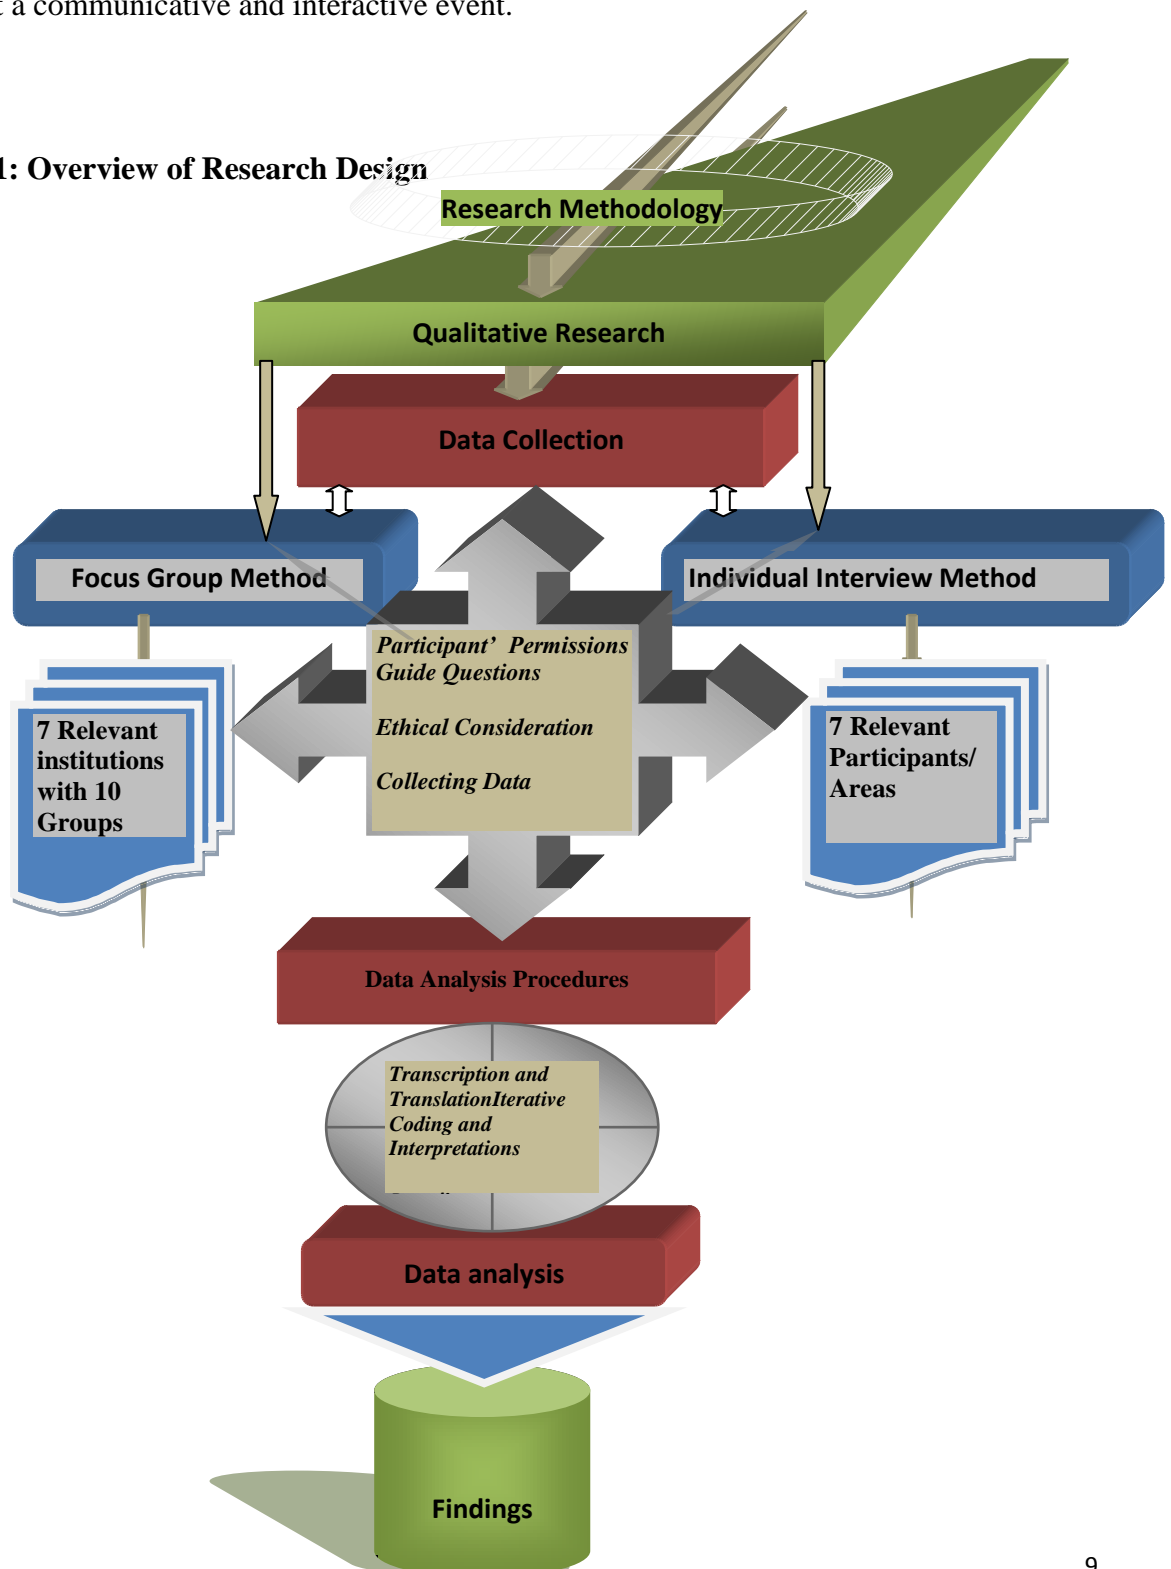 a communicative and interactive event.
1: Overview of Research Design
Research Methodology
Qualitative Research
Data Collection
Focus Group Method
Individual Interview Method
Participant’ Permissions
Guide Questions
Ethical Consideration
Collecting Data
7 Relevant
institutions
with 10
Groups
7 Relevant
Participants/
Areas
Data Analysis Procedures
Transcription and
TranslationIterative
Coding and
Interpretations
Data analysis
Findings
9